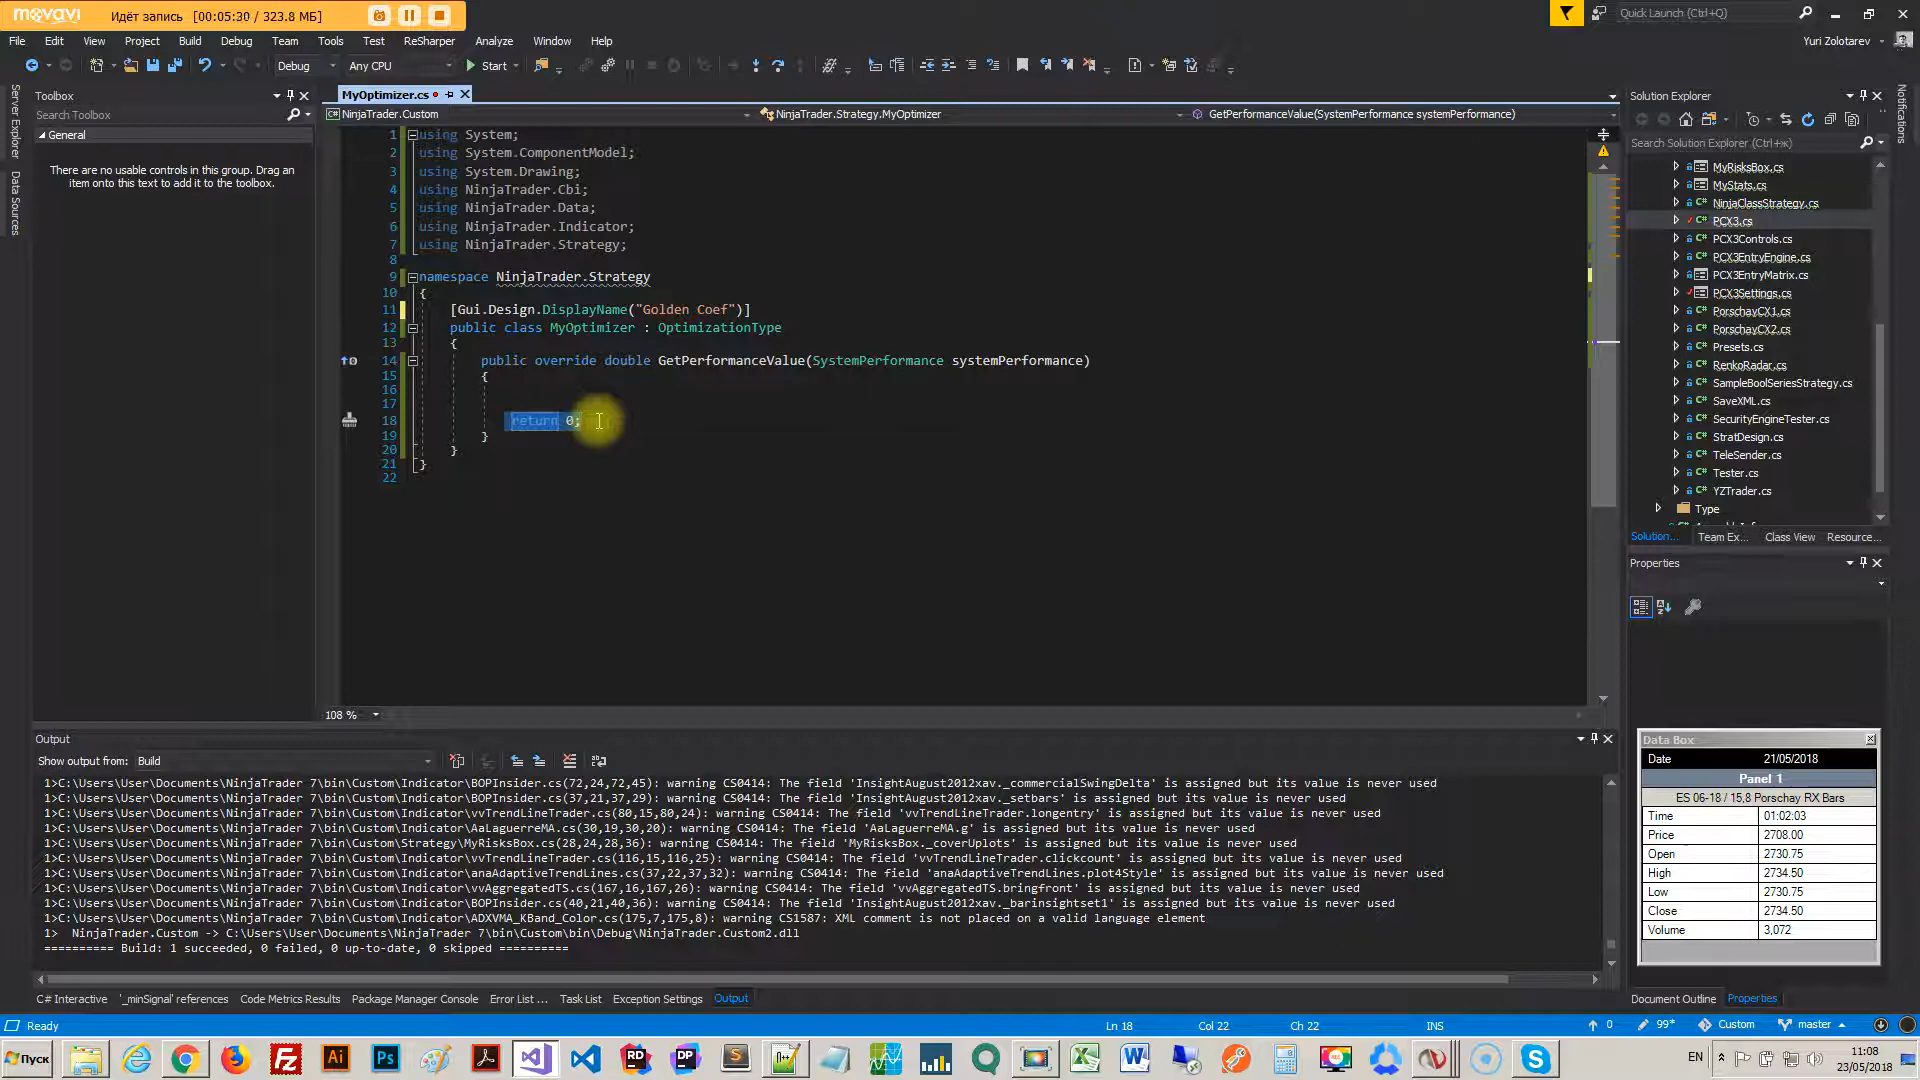 movavi Идёт запись [00:05:30 / 323.8 МБ]
Quick Launch (Ctrl+Q)
File Edit View Project Build Debug Team Tools Test ReSharper Analyze Window Help
Yuri Zolotarev
Debug Any CPU Start
Server Explorer
Data Sources
Toolbox
Search Toolbox
General
There are no usable controls in this group. Drag an
item onto this text to add it to the toolbox.
MyOptimizer.cs
NinjaTrader.Custom NinjaTrader.Strategy.MyOptimizer GetPerformanceValue(SystemPerformance systemPerformance)
1 using System;
2 using System.ComponentModel;
3 using System.Drawing;
4 using NinjaTrader.Cbi;
5 using NinjaTrader.Data;
6 using NinjaTrader.Indicator;
7 using NinjaTrader.Strategy;
8
9 namespace NinjaTrader.Strategy
10 {
11 [Gui.Design.DisplayName("Golden Coef")]
12 public class MyOptimizer : OptimizationType
13 {
14 public override double GetPerformanceValue(SystemPerformance systemPerformance)
15 {
16
17
18 return 0;
19 }
20 }
21 }
22
108 %
Output
Show output from: Build
1>C:\Users\User\Documents\NinjaTrader 7\bin\Custom\Indicator\BOPInsider.cs(72,24,72,45): warning CS0414: The field 'InsightAugust2012xav._commercialSwingDelta' is assigned but its value is never used
1>C:\Users\User\Documents\NinjaTrader 7\bin\Custom\Indicator\BOPInsider.cs(37,21,37,29): warning CS0414: The field 'InsightAugust2012xav._setbars' is assigned but its value is never used
1>C:\Users\User\Documents\NinjaTrader 7\bin\Custom\Indicator\vvTrendLineTrader.cs(80,15,80,24): warning CS0414: The field 'vvTrendLineTrader.longentry' is assigned but its value is never used
1>C:\Users\User\Documents\NinjaTrader 7\bin\Custom\Indicator\AaLaguerreMA.cs(30,19,30,20): warning CS0414: The field 'AaLaguerreMA.g' is assigned but its value is never used
1>C:\Users\User\Documents\NinjaTrader 7\bin\Custom\Strategy\MyRisksBox.cs(28,24,28,36): warning CS0414: The field 'MyRisksBox._coverUplots' is assigned but its value is never used
1>C:\Users\User\Documents\NinjaTrader 7\bin\Custom\Indicator\vvTrendLineTrader.cs(116,15,116,25): warning CS0414: The field 'vvTrendLineTrader.clickcount' is assigned but its value is never used
1>C:\Users\User\Documents\NinjaTrader 7\bin\Custom\Indicator\anaAdaptiveTrendLines.cs(37,22,37,32): warning CS0414: The field 'anaAdaptiveTrendLines.plot4Style' is assigned but its value is never used
1>C:\Users\User\Documents\NinjaTrader 7\bin\Custom\Indicator\vvAggregatedTS.cs(167,16,167,26): warning CS0414: The field 'vvAggregatedTS.bringfront' is assigned but its value is never used
1>C:\Users\User\Documents\NinjaTrader 7\bin\Custom\Indicator\BOPInsider.cs(40,21,40,36): warning CS0414: The field 'InsightAugust2012xav._barinsightset1' is assigned but its value is never used
1>C:\Users\User\Documents\NinjaTrader 7\bin\Custom\Indicator\ADXVMA_KBand_Color.cs(175,7,175,8): warning CS1587: XML comment is not placed on a valid language element
1> NinjaTrader.Custom -> C:\Users\User\Documents\NinjaTrader 7\bin\Custom\bin\Debug\NinjaTrader.Custom2.dll
========== Build: 1 succeeded, 0 failed, 0 up-to-date, 0 skipped ==========
C# Interactive '_minSignal' references Code Metrics Results Package Manager Console Error List ... Task List Exception Settings Output
Solution Explorer
Search Solution Explorer (Ctrl+ж)
MyRisksBox.cs
MyStats.cs
NinjaClassStrategy.cs
PCX3.cs
PCX3Controls.cs
PCX3EntryEngine.cs
PCX3EntryMatrix.cs
PCX3Settings.cs
PorschayCX1.cs
PorschayCX2.cs
Presets.cs
RenkoRadar.cs
SampleBoolSeriesStrategy.cs
SaveXML.cs
SecurityEngineTester.cs
StratDesign.cs
TeleSender.cs
Tester.cs
YZTrader.cs
Type
Solution... Team Ex... Class View Resource...
Notifications
Properties
Data Box
Date 21/05/2018
Panel 1
ES 06-18 / 15,8 Porschay RX Bars
Time 01:02:03
Price 2708.00
Open 2730.75
High 2734.50
Low 2730.75
Close 2734.50
Volume 3,072
Document Outline Properties
Ready Ln 18 Col 22 Ch 22 INS 0 99* Custom master
Пуск
EN 11:08
23/05/2018